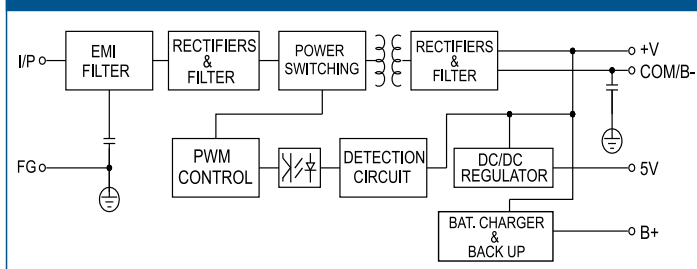 I/P
EMI
FILTER
RECTIFIERS
&
FILTER
POWER
SWITCHING
RECTIFIERS
&
FILTER
+V
COM/B-
FG
PWM
CONTROL
DETECTION
CIRCUIT
DC/DC
REGULATOR
5V
BAT. CHARGER
&
BACK UP
B+